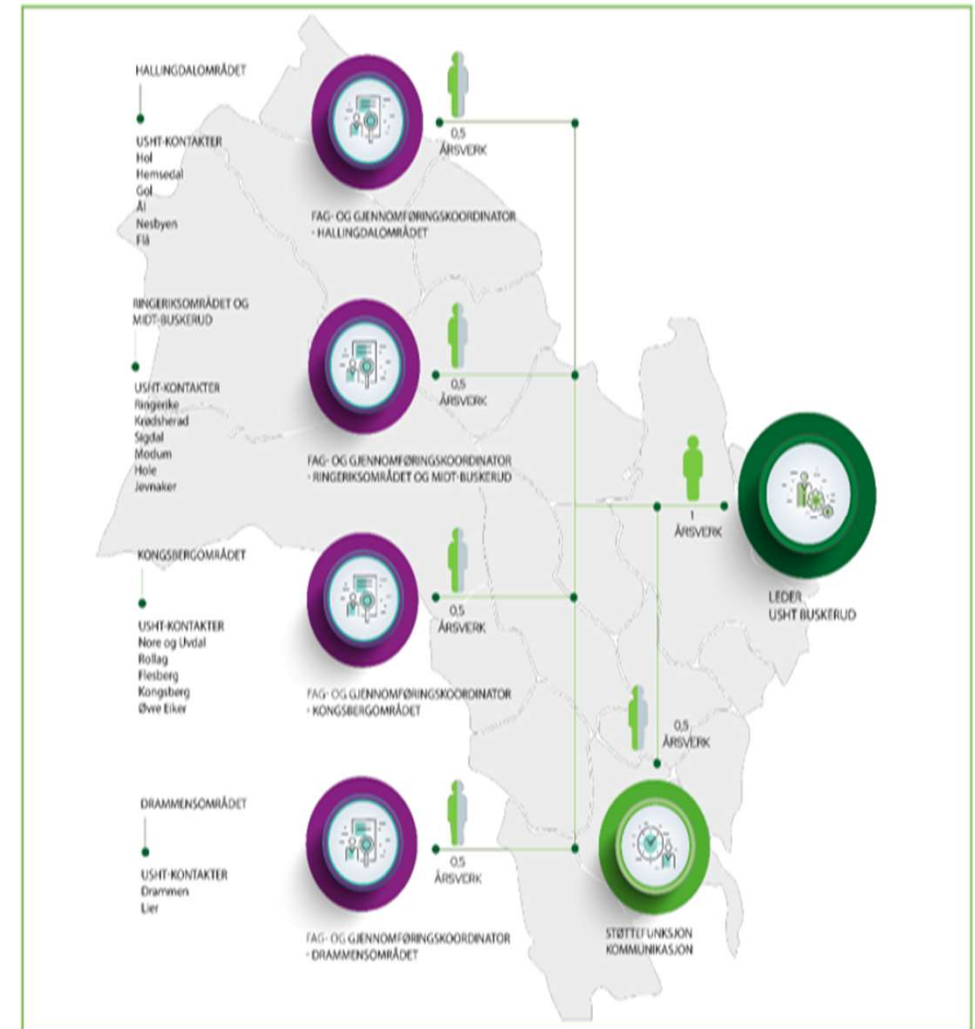 HALLINGDALOMRÅDET
USHT-KONTAKTER
Hol
Hemsedal
Gol
Ål
Nesbyen
Flå
0,5
ÅRSVERK
FAG- OG GJENNOMFØRINGSKOORDINATOR
- HALLINGDALOMRÅDET
RINGERIKSOMRÅDET OG
MIDT-BUSKERUD
USHT-KONTAKTER
Ringerike
Krødsherad
Sigdal
Modum
Hole
Jevnaker
0,5
ÅRSVERK
FAG- OG GJENNOMFØRINGSKOORDINATOR
- RINGERIKSOMRÅDET OG MIDT-BUSKERUD
1
ÅRSVERK
LEDER
USHT BUSKERUD
KONGSBERGOMRÅDET
USHT-KONTAKTER
Nore og Uvdal
Rollag
Flesberg
Kongsberg
Øvre Eiker
0,5
ÅRSVERK
FAG- OG GJENNOMFØRINGSKOORDINATOR
- KONGSBERGOMRÅDET
0,5
ÅRSVERK
DRAMMENSOMRÅDET
USHT-KONTAKTER
Drammen
Lier
0,5
ÅRSVERK
FAG- OG GJENNOMFØRINGSKOORDINATOR
- DRAMMENSOMRÅDET
STØTTEFUNKSJON
KOMMUNIKASJON